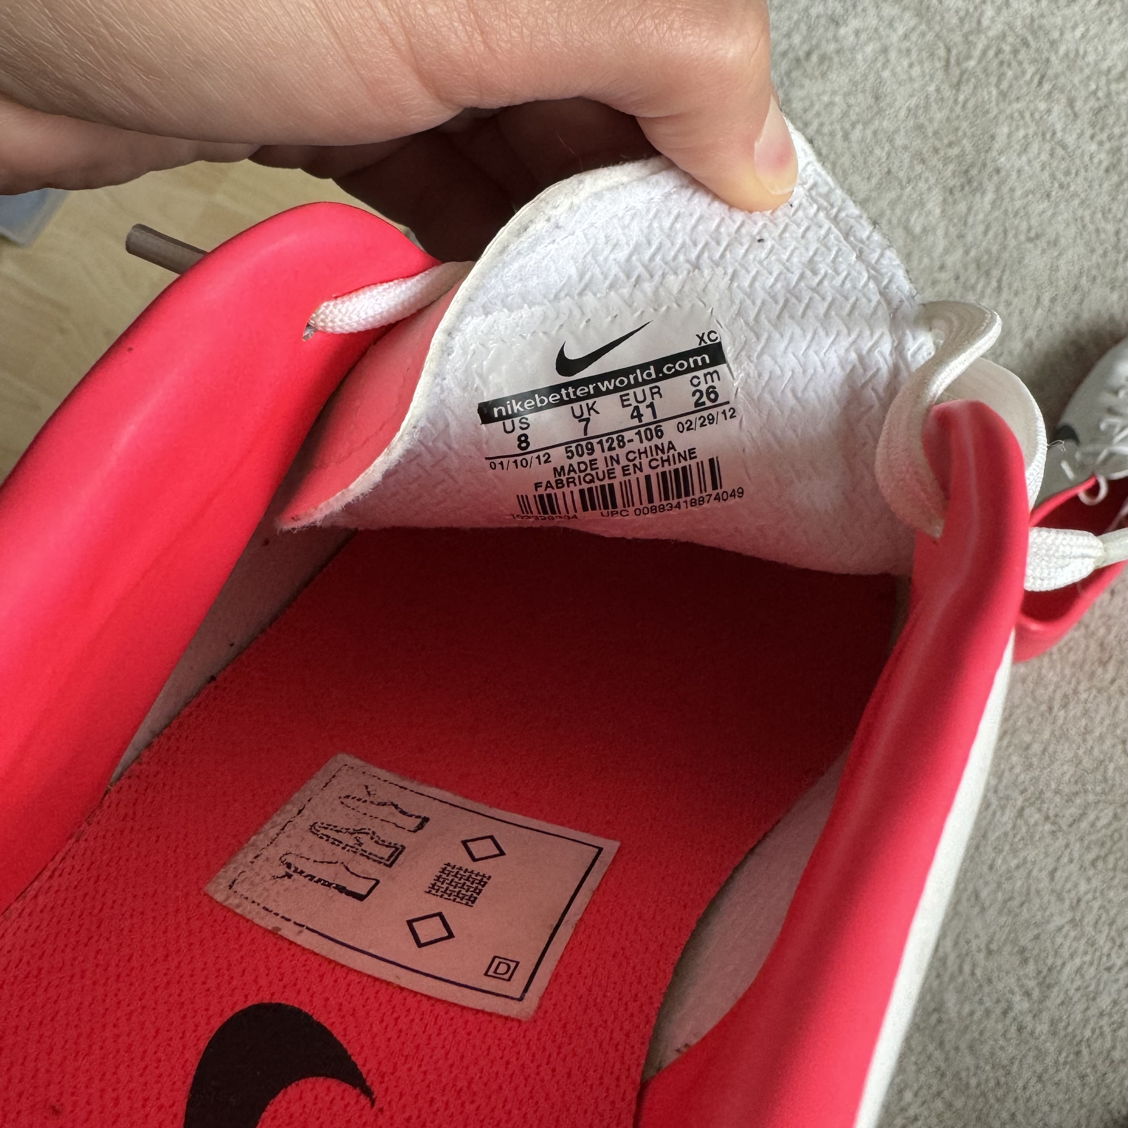 XC
nikebetterworld.com
US UK EUR cm
8 7 41 26
509128-106
01/10/12 02/29/12
MADE IN CHINA
FABRIQUE EN CHINE
UPC 00883418874049
D